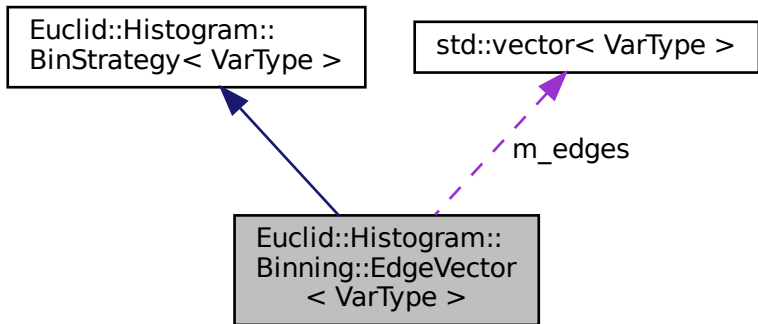 Euclid::Histogram::
BinStrategy< VarType >
std::vector< VarType >
m_edges
Euclid::Histogram::
Binning::EdgeVector
< VarType >